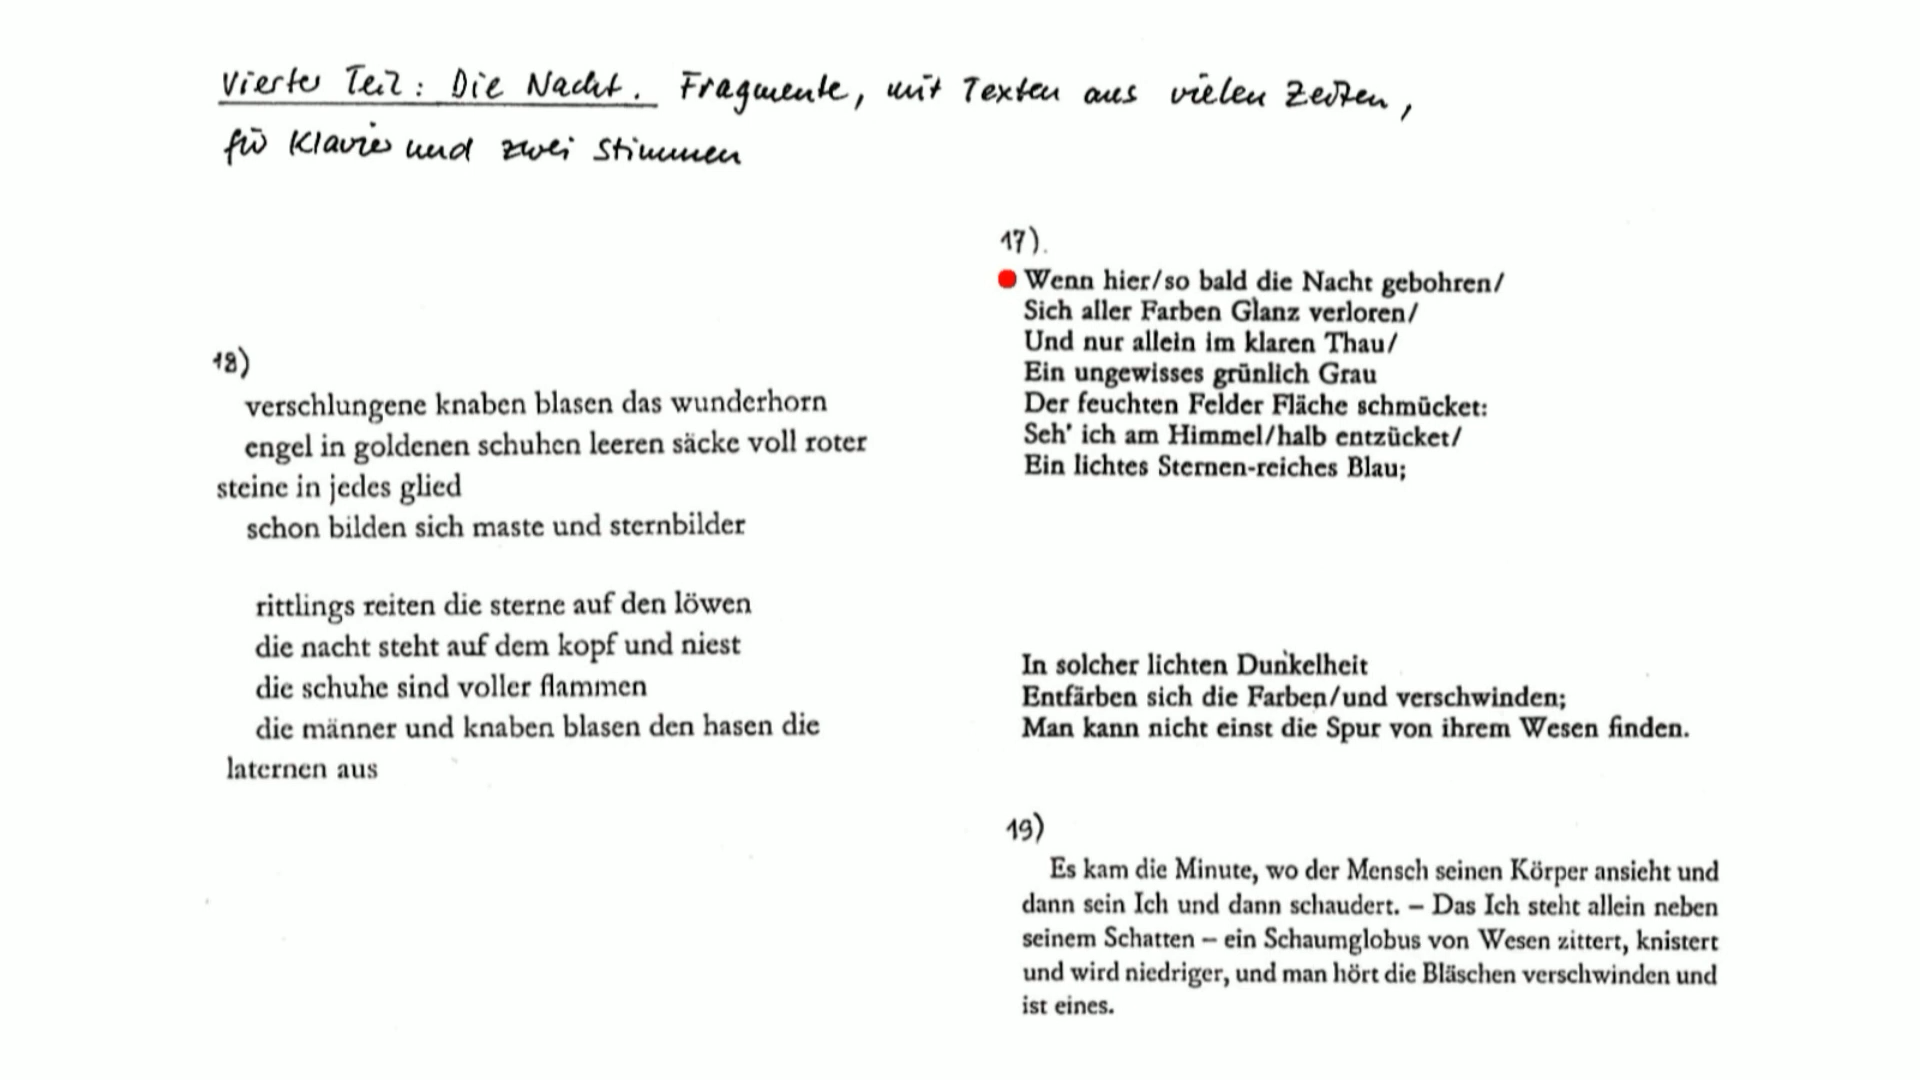 Vierter Teil: Die Nacht. Fragmente, mit Texten aus vielen Zeiten,
für Klavier und zwei Stimmen
17).
Wenn hier/so bald die Nacht gebohren/
Sich aller Farben Glanz verloren/
Und nur allein im klaren Thau/
Ein ungewisses grünlich Grau
Der feuchten Felder Fläche schmücket:
Seh' ich am Himmel/halb entzücket/
Ein lichtes Sternen-reiches Blau;
In solcher lichten Dunkelheit
Entfärben sich die Farben/und verschwinden;
Man kann nicht einst die Spur von ihrem Wesen finden.
18)
verschlungene knaben blasen das wunderhorn
engel in goldenen schuhen leeren säcke voll roter
steine in jedes glied
schon bilden sich maste und sternbilder
rittlings reiten die sterne auf den löwen
die nacht steht auf dem kopf und niest
die schuhe sind voller flammen
die männer und knaben blasen den hasen die
laternen aus
19)
Es kam die Minute, wo der Mensch seinen Körper ansieht und
dann sein Ich und dann schaudert. – Das Ich steht allein neben
seinem Schatten – ein Schaumglobus von Wesen zittert, knistert
und wird niedriger, und man hört die Bläschen verschwinden und
ist eines.